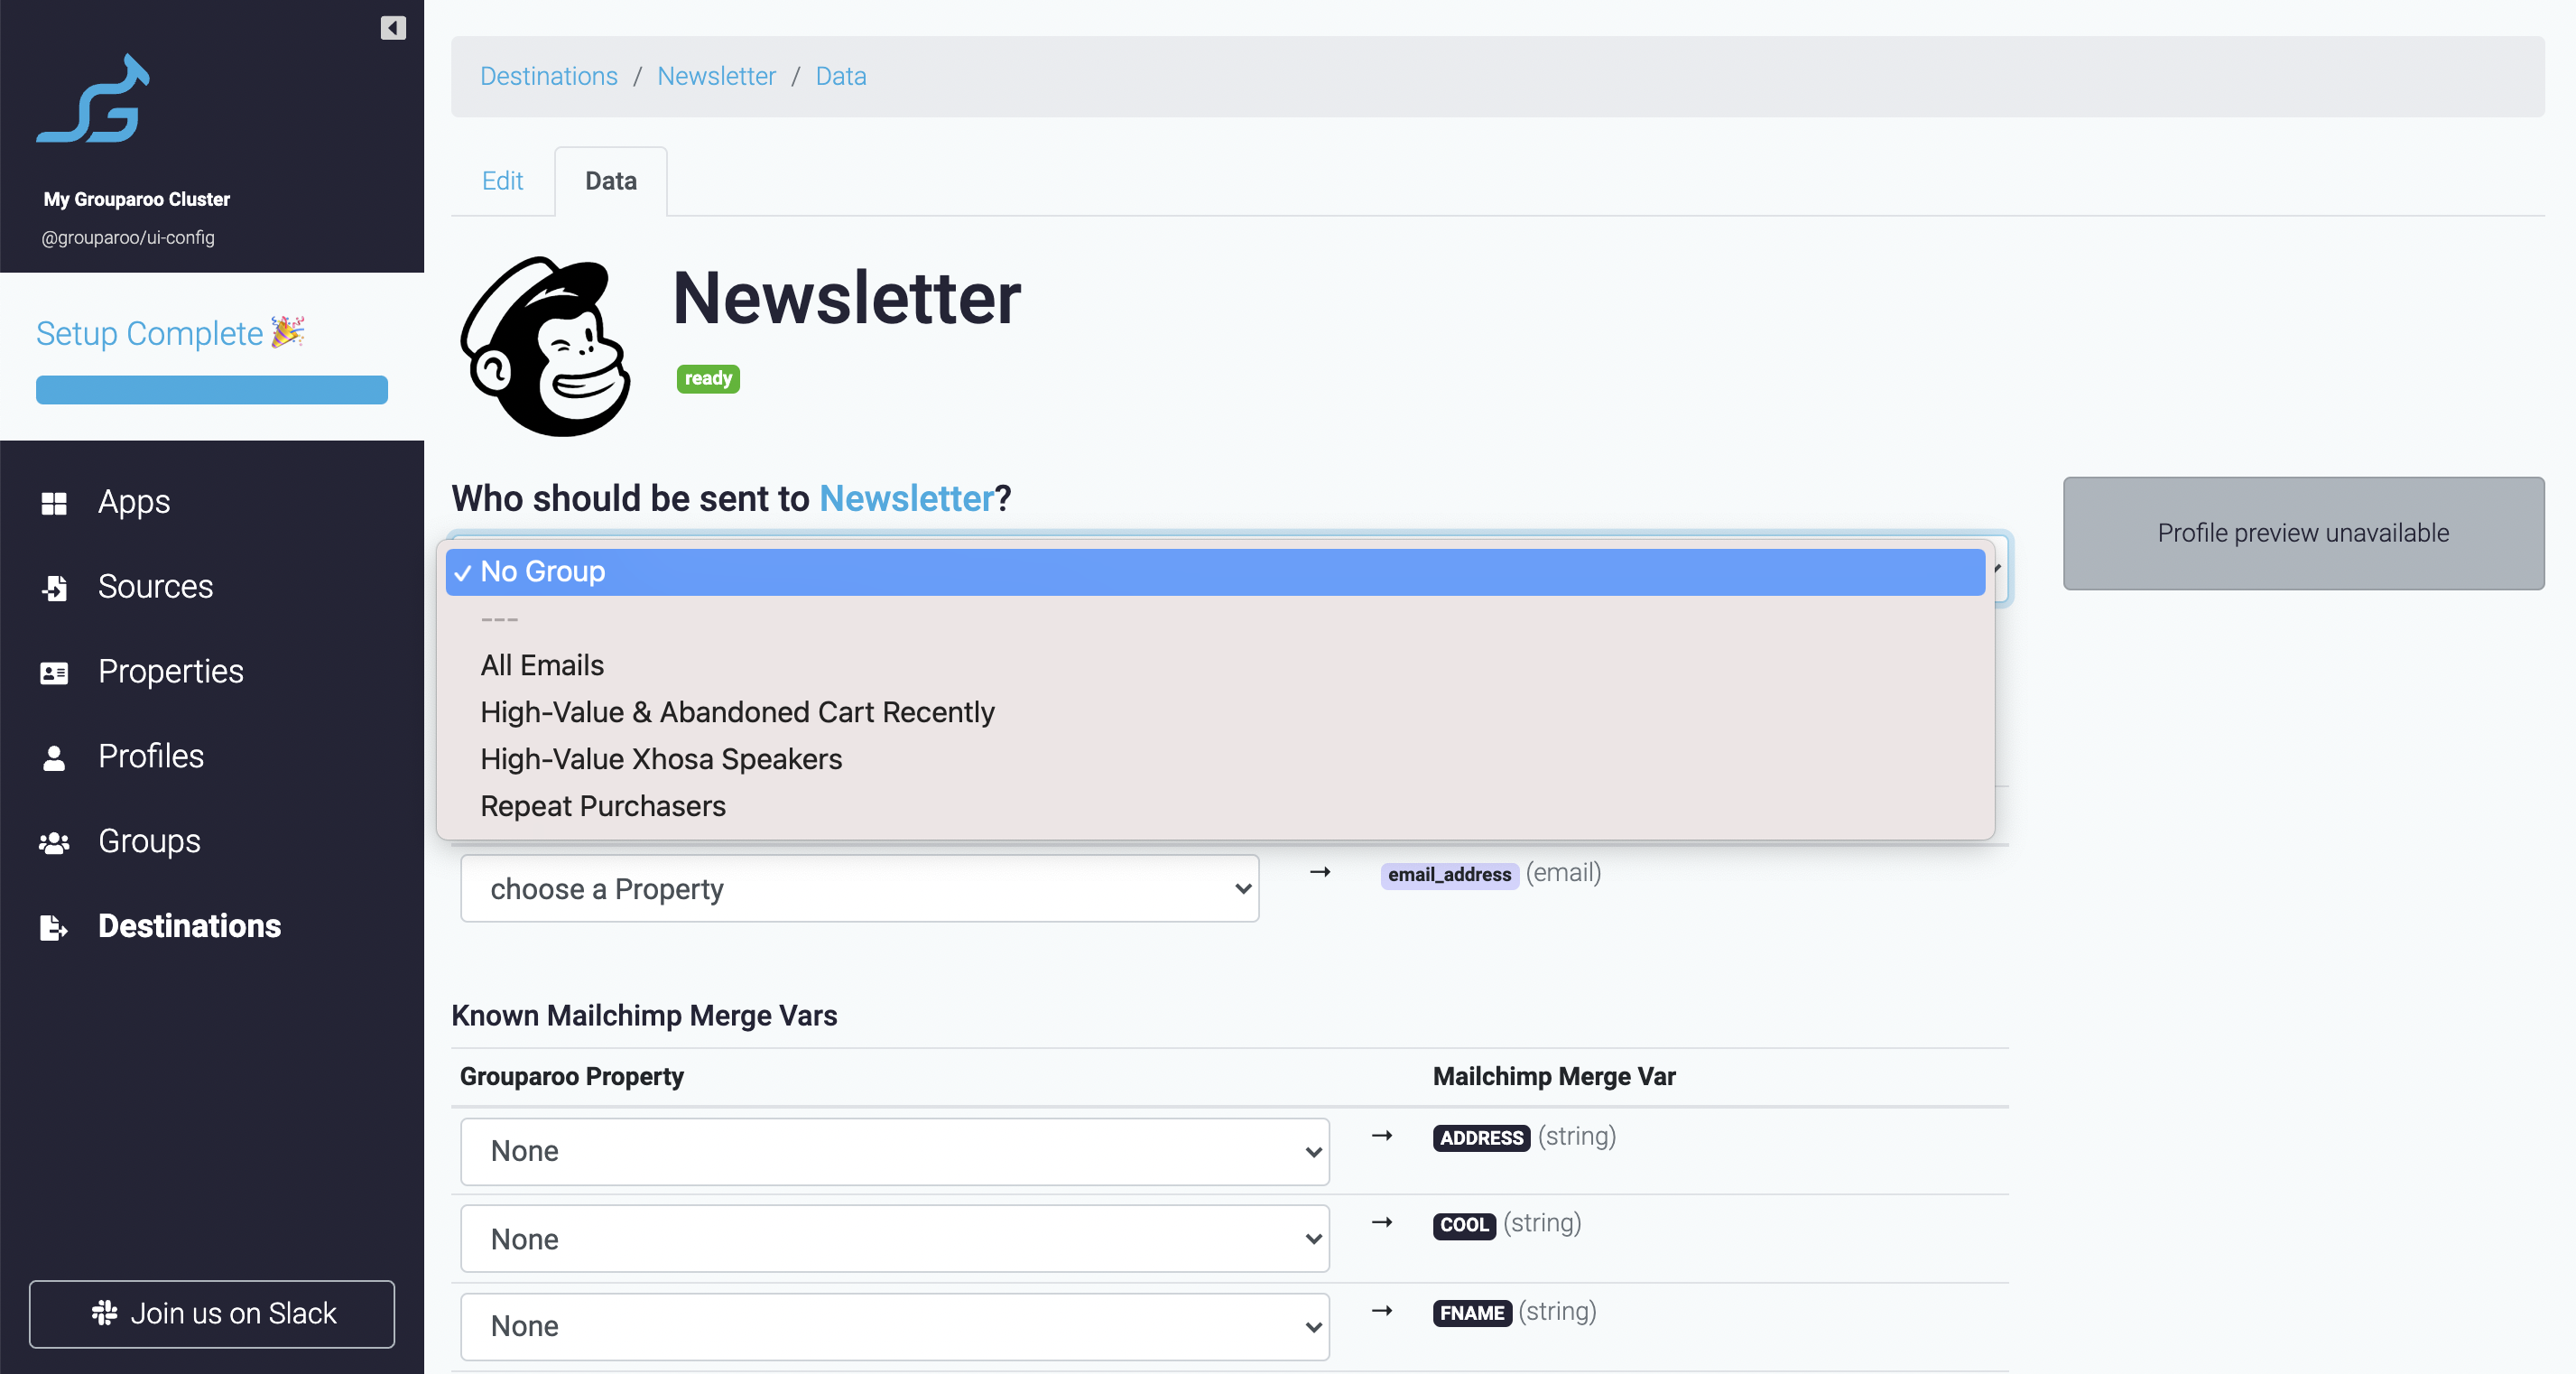 My Grouparoo Cluster
@grouparoo/ui-config
Setup Complete 🎉
Apps
Sources
Properties
Profiles
Groups
Destinations
Join us on Slack
Destinations / Newsletter / Data
Edit
Data
Newsletter
ready
Who should be sent to Newsletter?
✓ No Group
---
All Emails
High-Value & Abandoned Cart Recently
High-Value Xhosa Speakers
Repeat Purchasers
Profile preview unavailable
choose a Property → email_address (email)
Known Mailchimp Merge Vars
Grouparoo Property Mailchimp Merge Var
None → ADDRESS (string)
None → COOL (string)
None → FNAME (string)